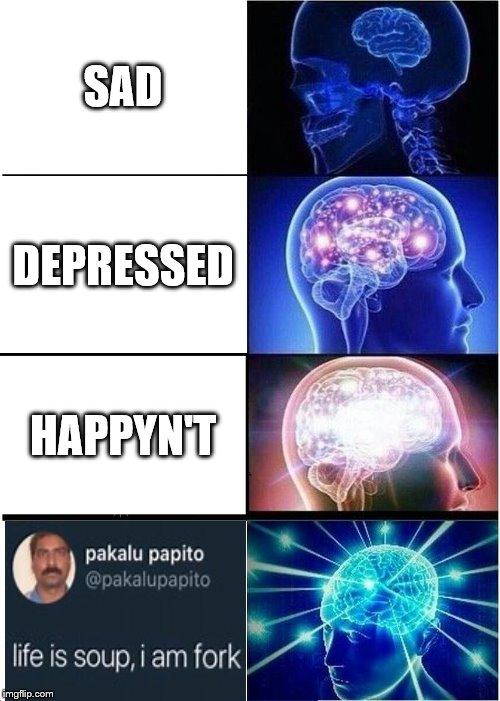 SAD
DEPRESSED
HAPPYN'T
pakalu papito
@pakalupapito
life is soup, i am fork
imgflip.com